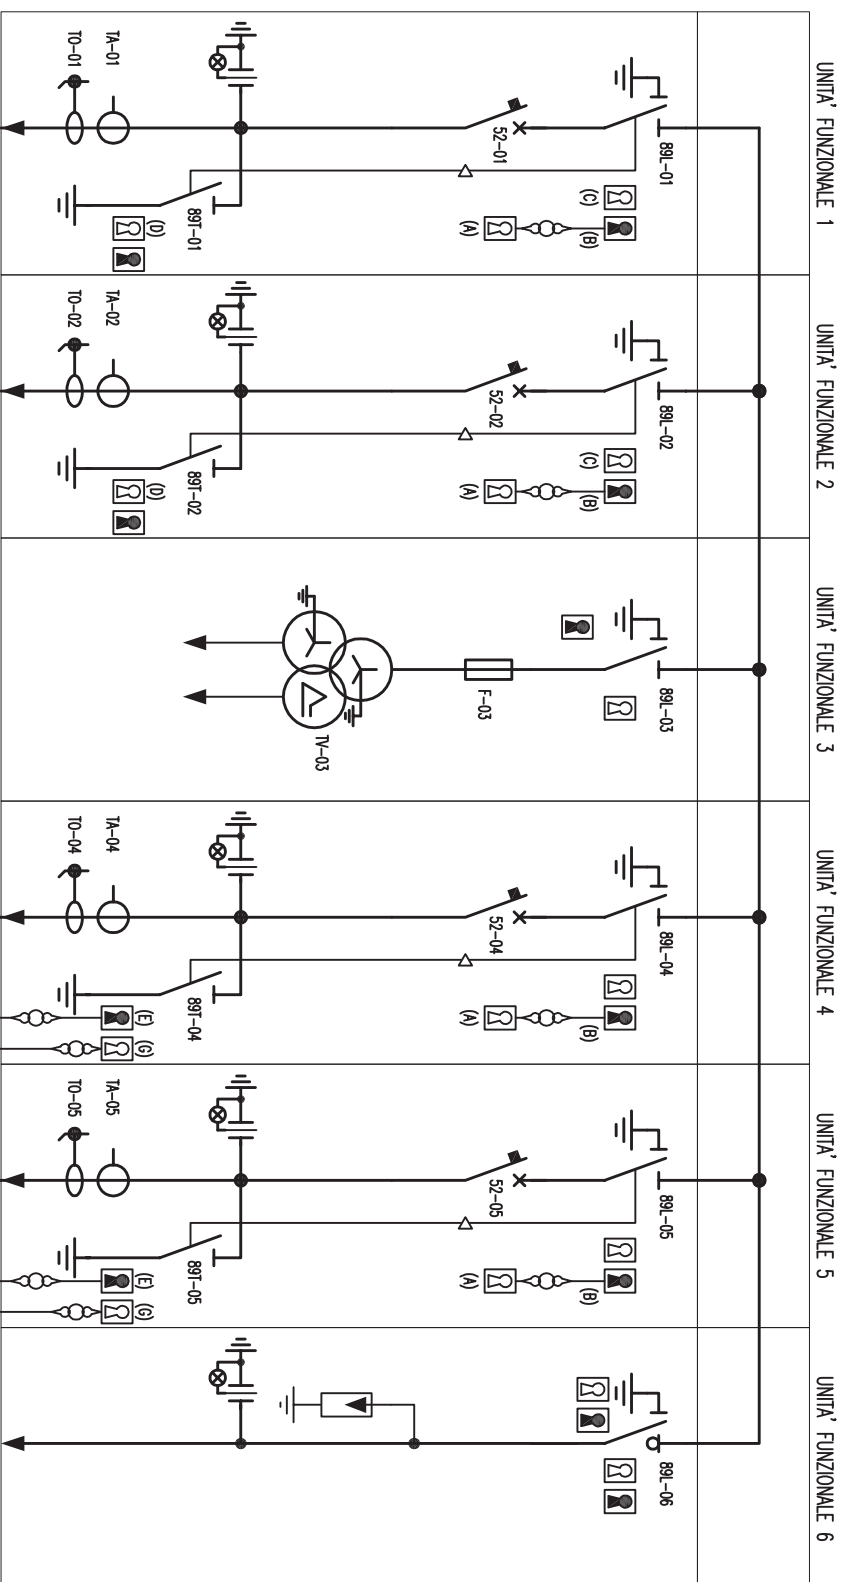 UNITA' FUNZIONALE 1
89L-01
52-01
(C)
(B)
(A)
89T-01
(D)
TA-01
TO-01
UNITA' FUNZIONALE 2
89L-02
52-02
(C)
(B)
(A)
89T-02
(D)
TA-02
TO-02
UNITA' FUNZIONALE 3
89L-03
F-03
TV-03
UNITA' FUNZIONALE 4
89L-04
52-04
(B)
(A)
89T-04
(E)
(G)
TA-04
TO-04
UNITA' FUNZIONALE 5
89L-05
52-05
(B)
(A)
89T-05
(E)
(G)
TA-05
TO-05
UNITA' FUNZIONALE 6
89L-06